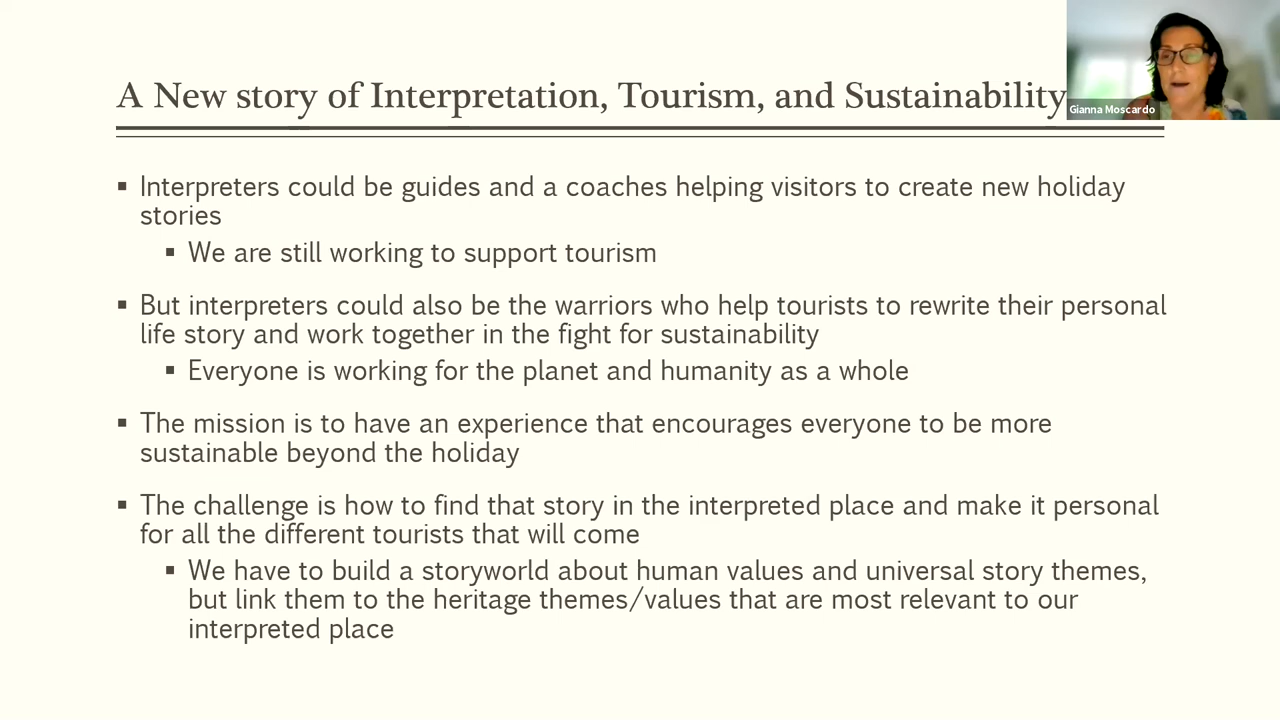 A New story of Interpretation, Tourism, and Sustainability
Gianna Moscardo
▪ Interpreters could be guides and a coaches helping visitors to create new holiday
stories
▪ We are still working to support tourism
▪ But interpreters could also be the warriors who help tourists to rewrite their personal
life story and work together in the fight for sustainability
▪ Everyone is working for the planet and humanity as a whole
▪ The mission is to have an experience that encourages everyone to be more
sustainable beyond the holiday
▪ The challenge is how to find that story in the interpreted place and make it personal
for all the different tourists that will come
▪ We have to build a storyworld about human values and universal story themes,
but link them to the heritage themes/values that are most relevant to our
interpreted place